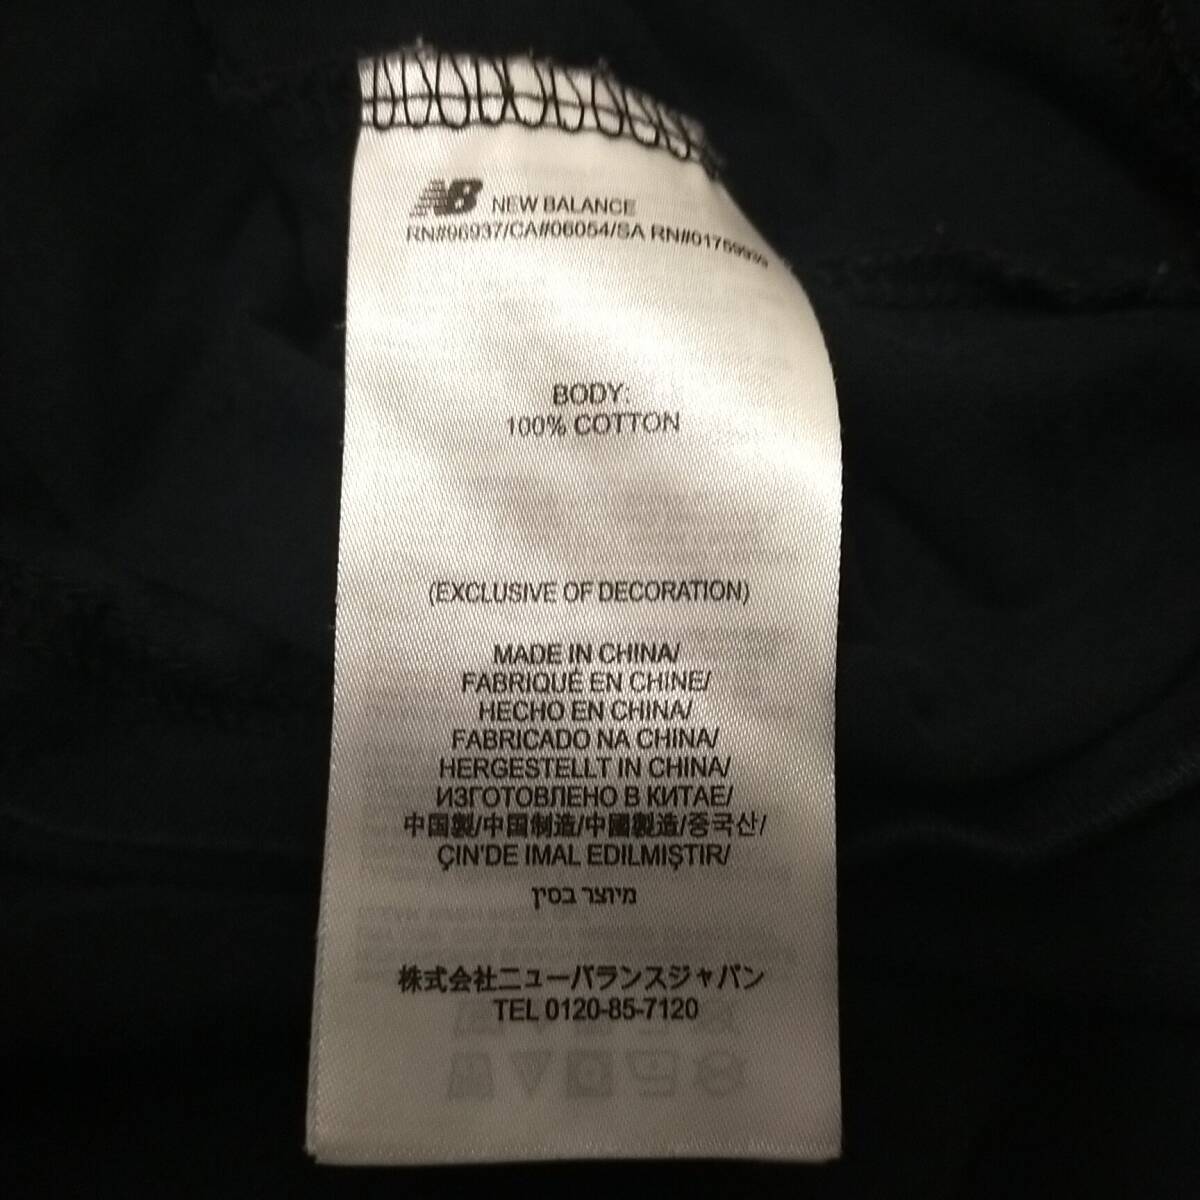 NB NEW BALANCE
RN#96937/CA#06054/SA RN#01759935
BODY:
100% COTTON
(EXCLUSIVE OF DECORATION)
MADE IN CHINA/
FABRIQUÉ EN CHINE/
HECHO EN CHINA/
FABRICADO NA CHINA/
HERGESTELLT IN CHINA/
ИЗГОТОВЛЕНО В КИТАЕ/
中国製/中国制造/中國製造/중국산/
ÇIN'DE IMAL EDILMIŞTIR/
מיוצר בסין
株式会社ニューバランスジャパン
TEL 0120-85-7120